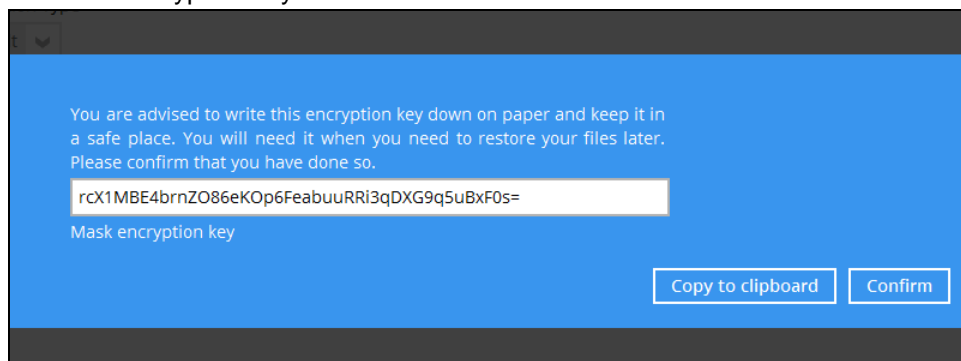 You are advised to write this encryption key down on paper and keep it in
a safe place. You will need it when you need to restore your files later.
Please confirm that you have done so.
rcX1MBE4brnZO86eKOp6FeabuuRRi3qDXG9q5uBxF0s=
Mask encryption key
Copy to clipboard Confirm